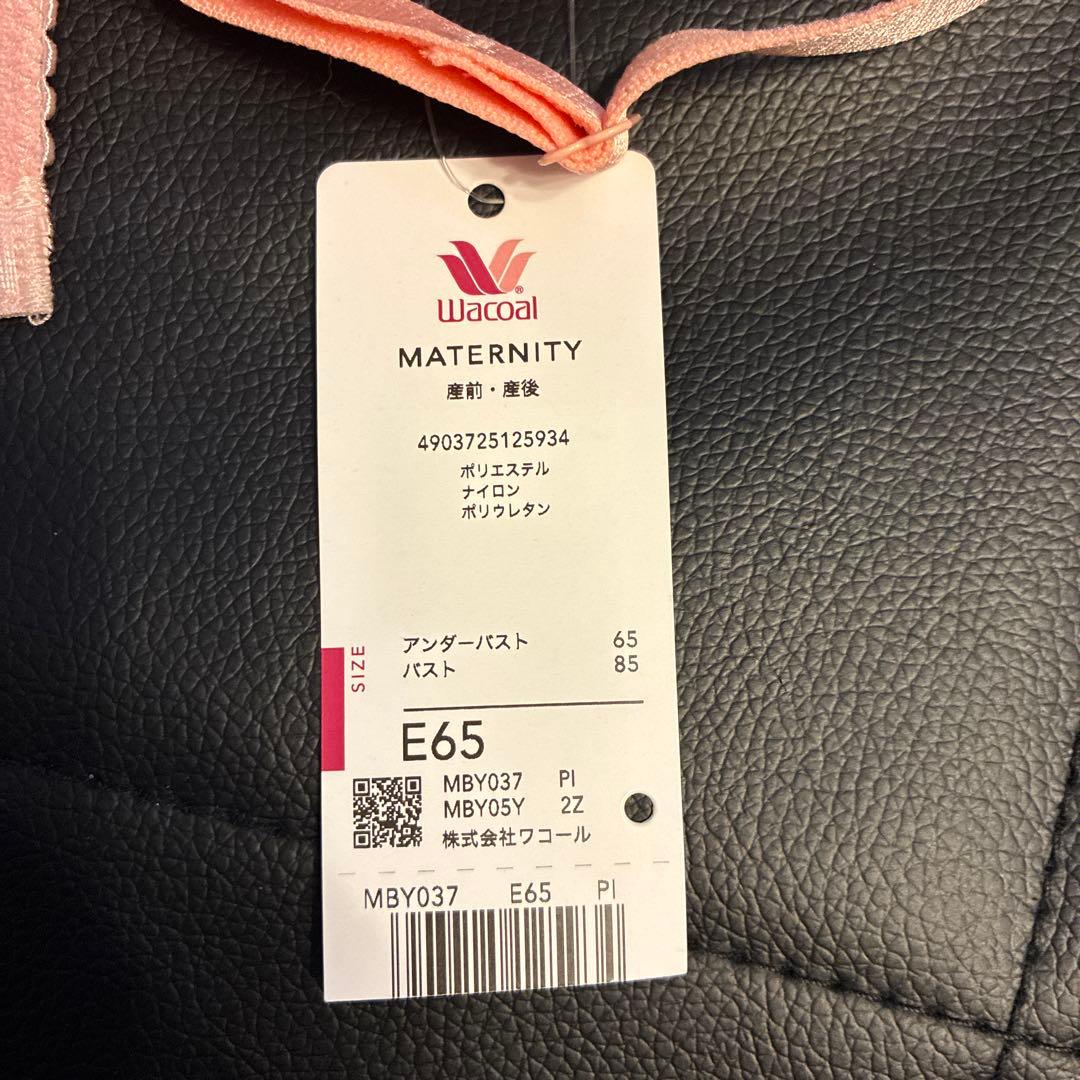 Wacoal®
MATERNITY
産前・産後
4903725125934
ポリエステル
ナイロン
ポリウレタン
SIZE
アンダーバスト 65
バスト 85
E65
MBY037 PI
MBY05Y 2Z
株式会社ワコール
MBY037 E65 PI